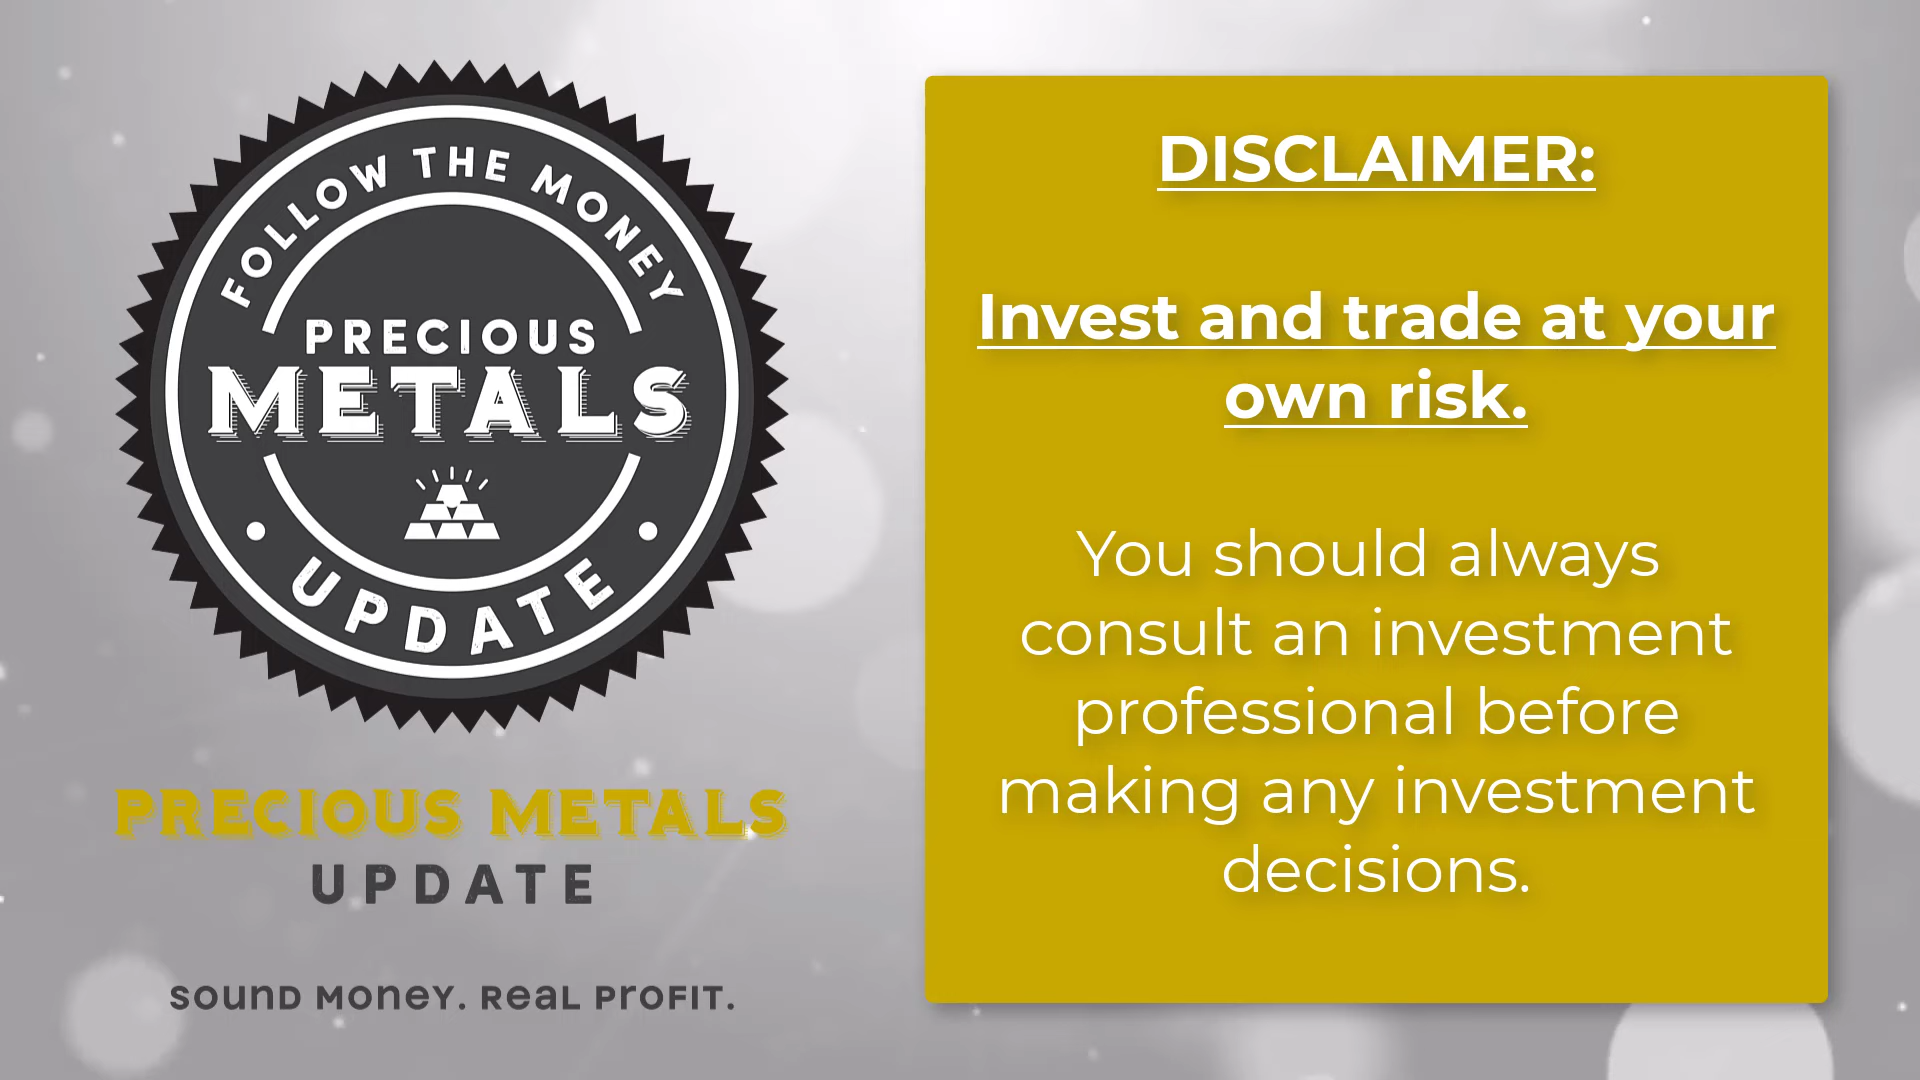 FOLLOW THE MONEY
PRECIOUS
METALS
UPDATE
PRECIOUS METALS
UPDATE
SOUND MONEY. REAL PROFIT.
DISCLAIMER:
Invest and trade at your
own risk.
You should always
consult an investment
professional before
making any investment
decisions.